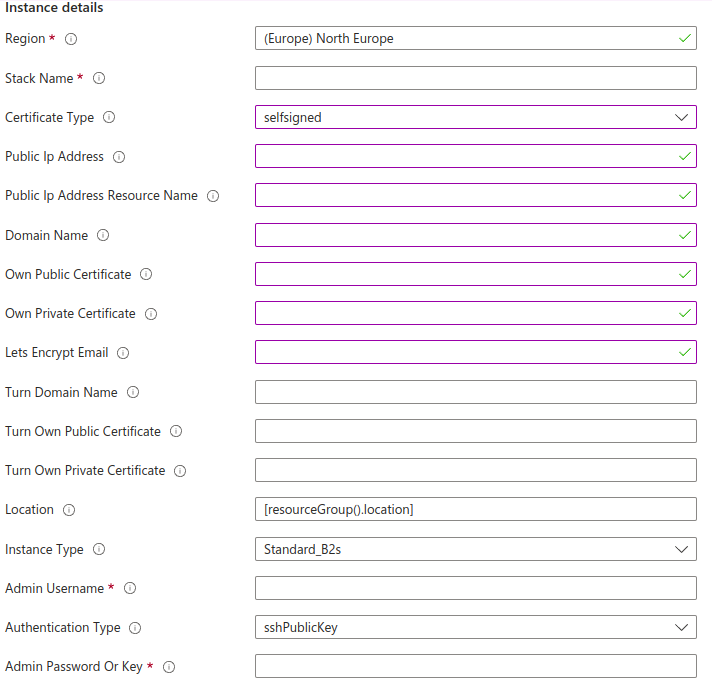 Instance details
Region *
(Europe) North Europe
Stack Name *
Certificate Type
selfsigned
Public Ip Address
Public Ip Address Resource Name
Domain Name
Own Public Certificate
Own Private Certificate
Lets Encrypt Email
Turn Domain Name
Turn Own Public Certificate
Turn Own Private Certificate
Location
[resourceGroup().location]
Instance Type
Standard_B2s
Admin Username *
Authentication Type
sshPublicKey
Admin Password Or Key *